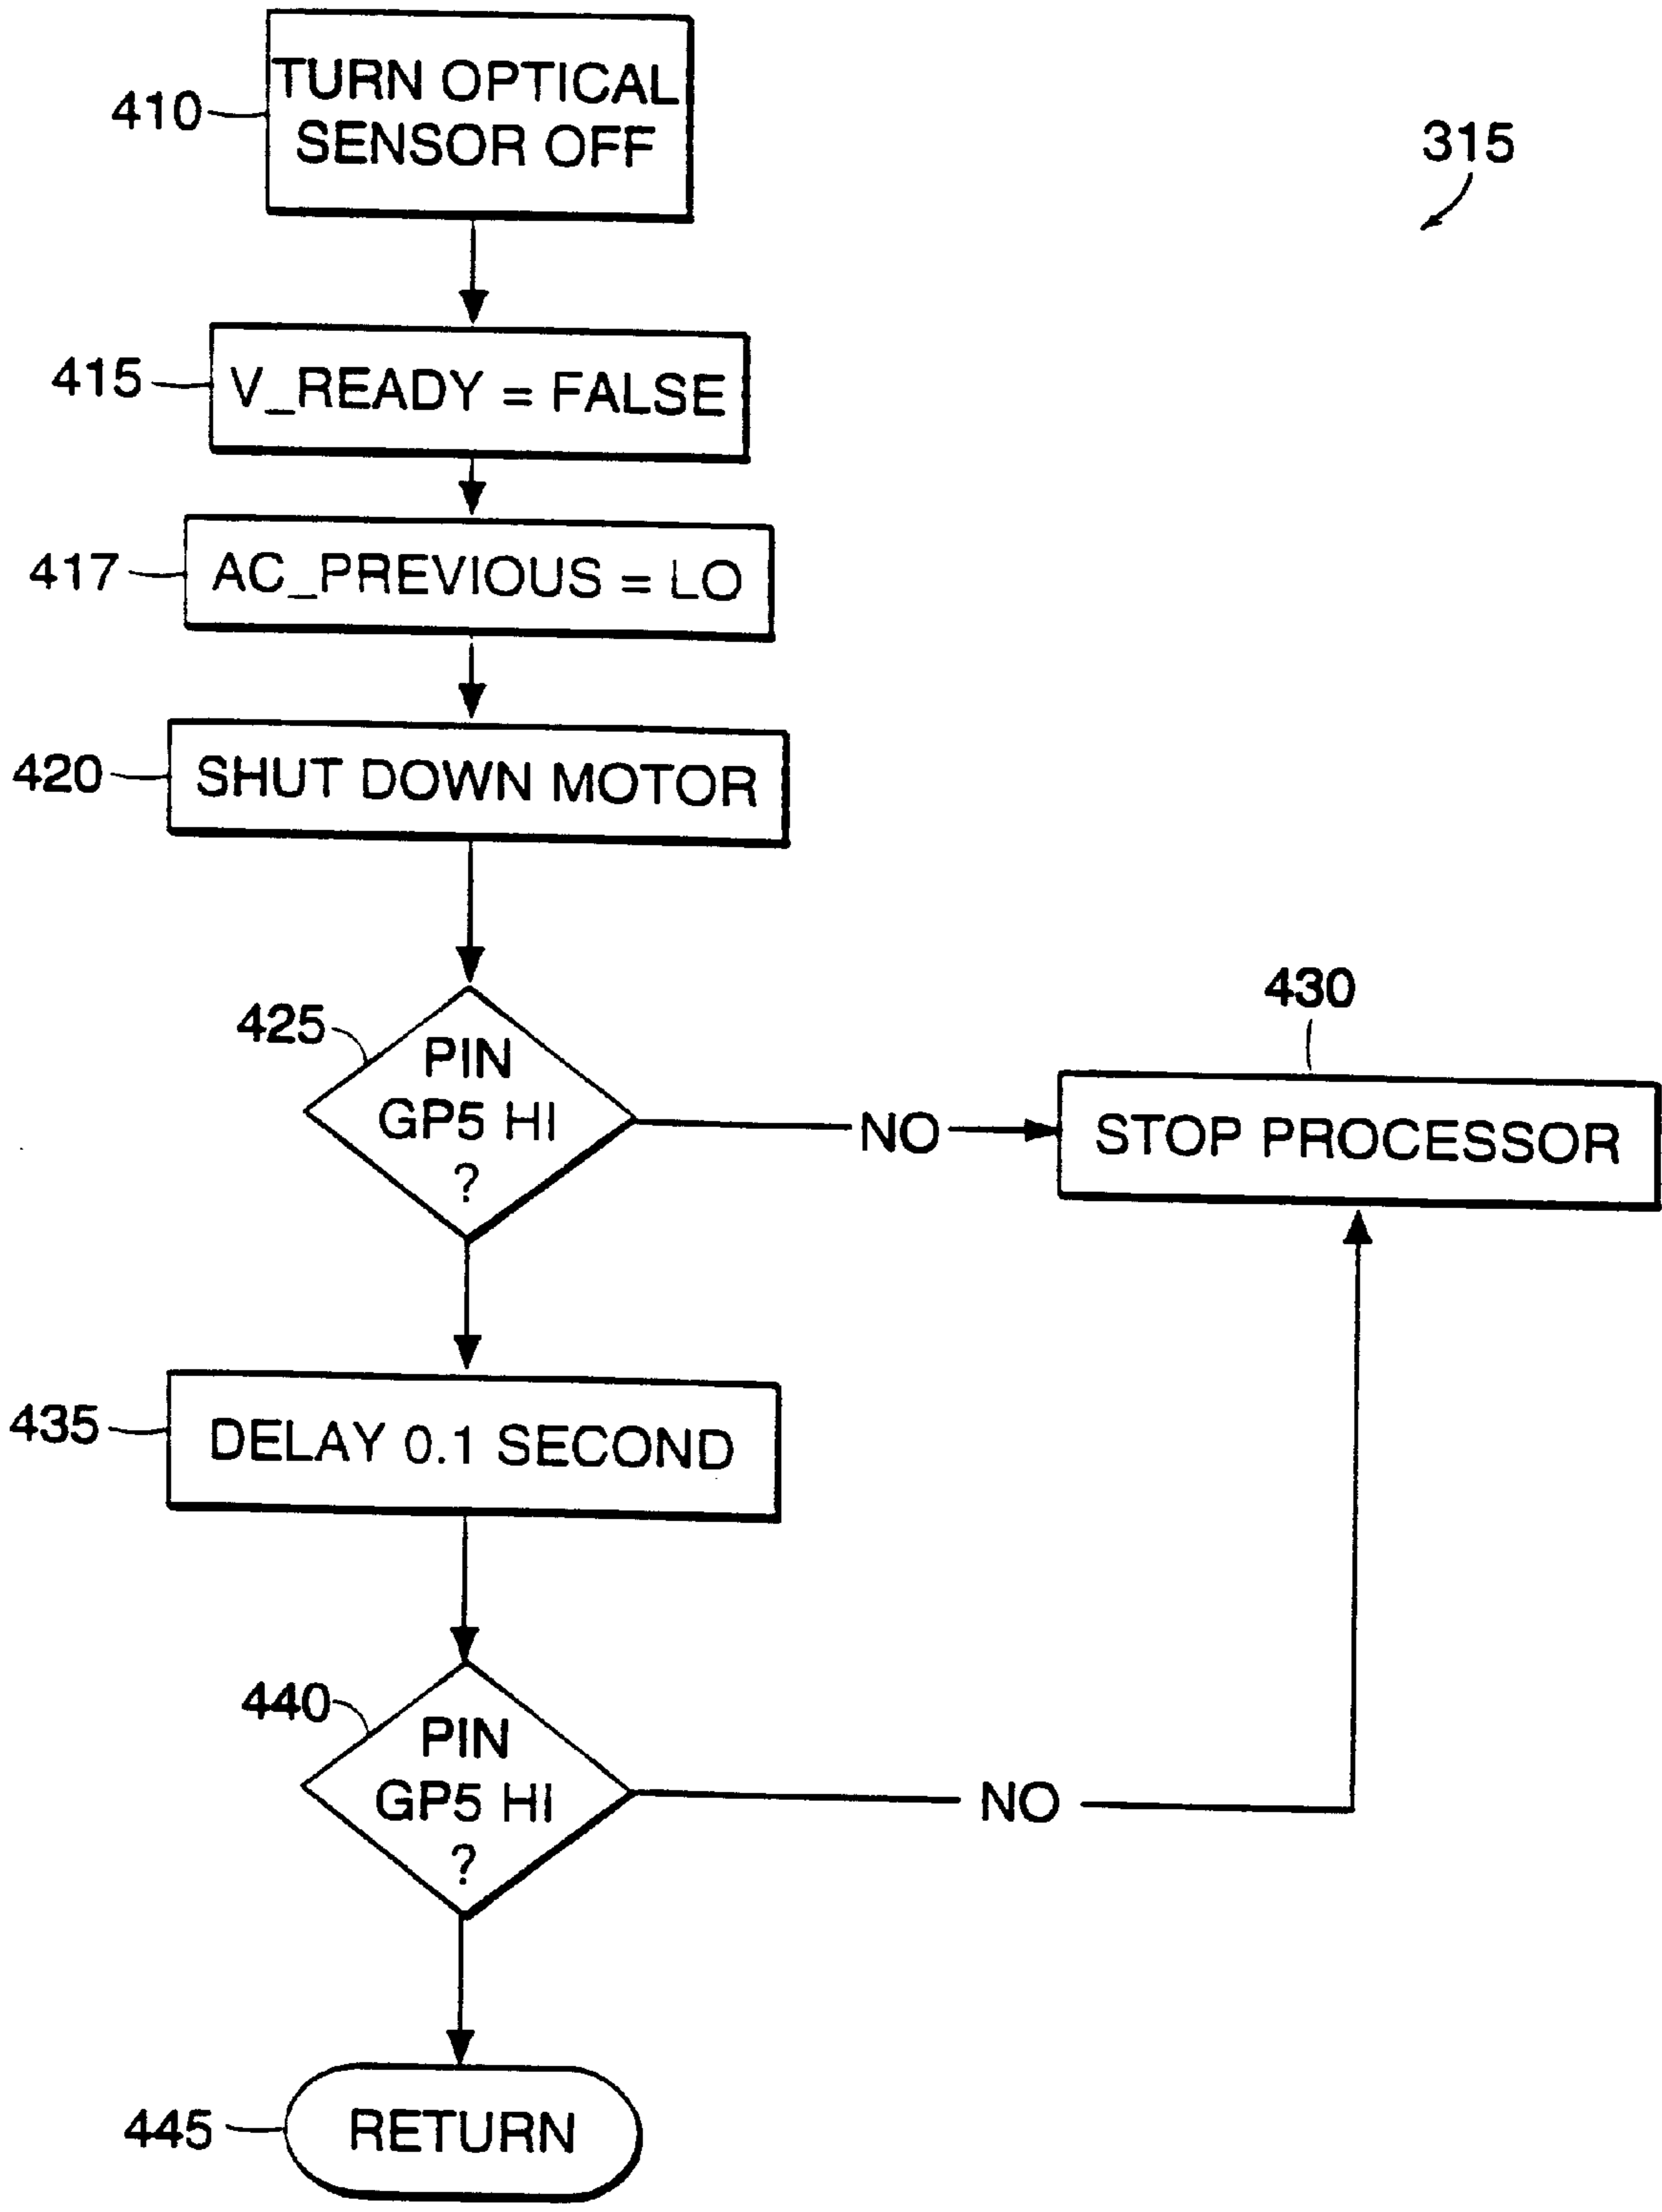 TURN OPTICAL
SENSOR OFF
410
315
415
V_READY = FALSE
417
AC_PREVIOUS = LO
420
SHUT DOWN MOTOR
425
PIN
GP5 HI
?
NO
430
STOP PROCESSOR
435
DELAY 0.1 SECOND
440
PIN
GP5 HI
?
NO
445
RETURN